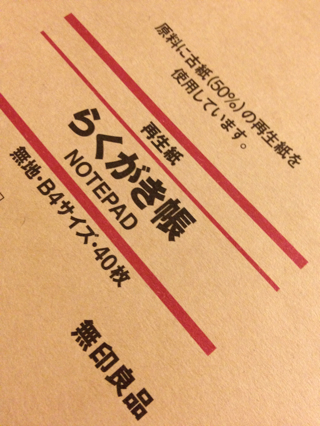 原料に古紙(50%)の再生紙を
使用しています。
再生紙
らくがき帳
NOTEPAD
無地・B4サイズ・40枚
無印良品